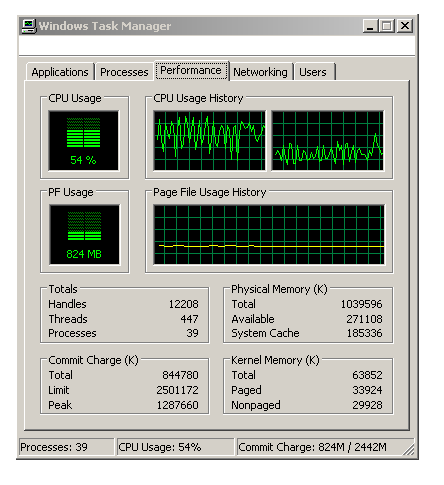 Windows Task Manager
Applications Processes Performance Networking Users
CPU Usage CPU Usage History
54 %
PF Usage Page File Usage History
824 MB
Totals
Handles 12208
Threads 447
Processes 39
Physical Memory (K)
Total 1039596
Available 271108
System Cache 185336
Commit Charge (K)
Total 844780
Limit 2501172
Peak 1287660
Kernel Memory (K)
Total 63852
Paged 33924
Nonpaged 29928
Processes: 39 CPU Usage: 54% Commit Charge: 824M / 2442M